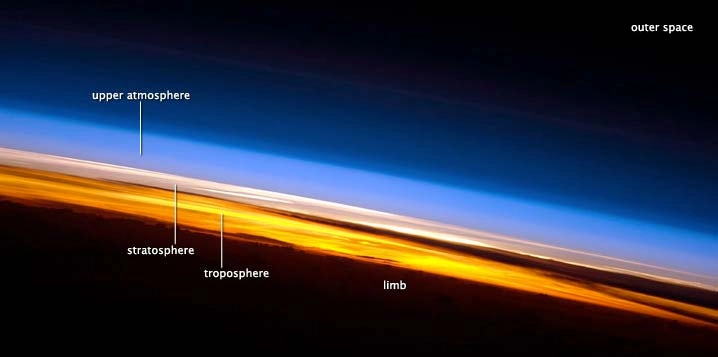 outer space
upper atmosphere
stratosphere
troposphere
limb